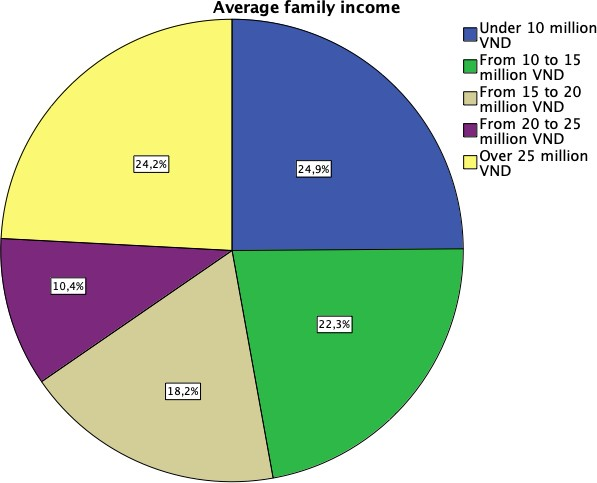 Average family income
Under 10 million
VND
From 10 to 15
million VND
From 15 to 20
million VND
From 20 to 25
million VND
Over 25 million
VND
24,2%
24,9%
10,4%
22,3%
18,2%